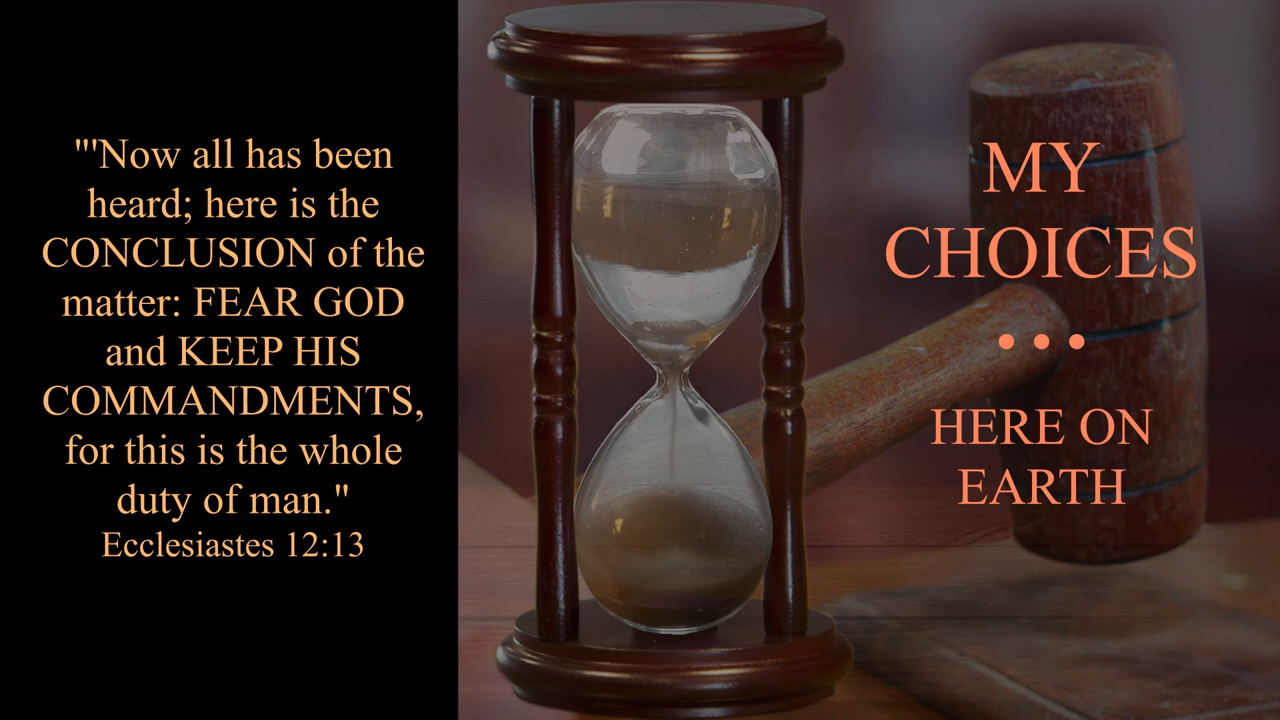 "'Now all has been
heard; here is the
CONCLUSION of the
matter: FEAR GOD
and KEEP HIS
COMMANDMENTS,
for this is the whole
duty of man."
Ecclesiastes 12:13
MY
CHOICES
• • •
HERE ON
EARTH